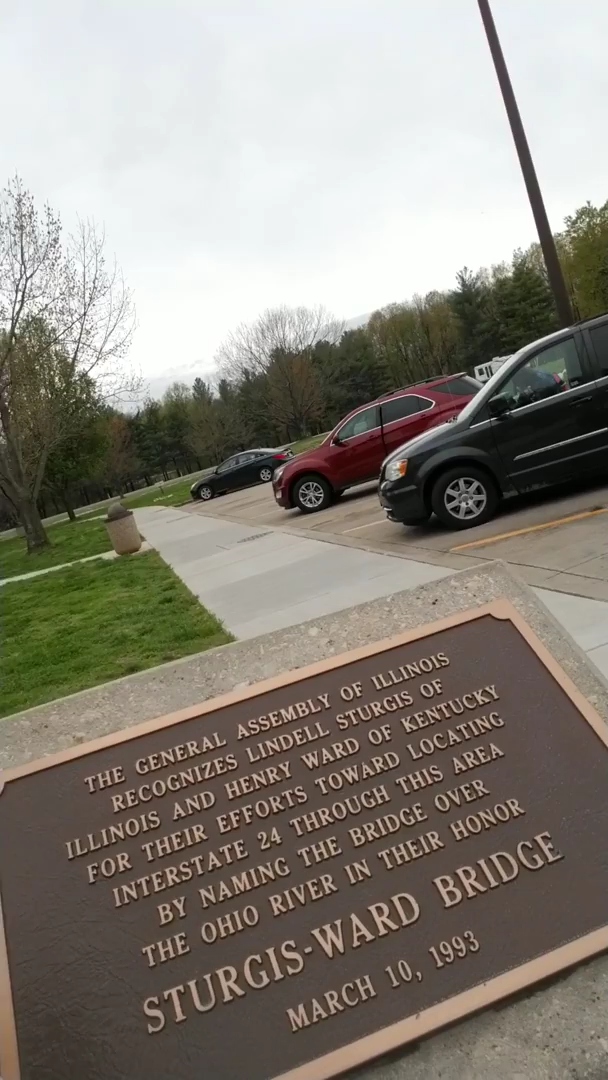 THE GENERAL ASSEMBLY OF ILLINOIS
RECOGNIZES LINDELL STURGIS OF
ILLINOIS AND HENRY WARD OF KENTUCKY
FOR THEIR EFFORTS TOWARD LOCATING
INTERSTATE 24 THROUGH THIS AREA
BY NAMING THE BRIDGE OVER
THE OHIO RIVER IN THEIR HONOR
STURGIS-WARD BRIDGE
MARCH 10, 1993